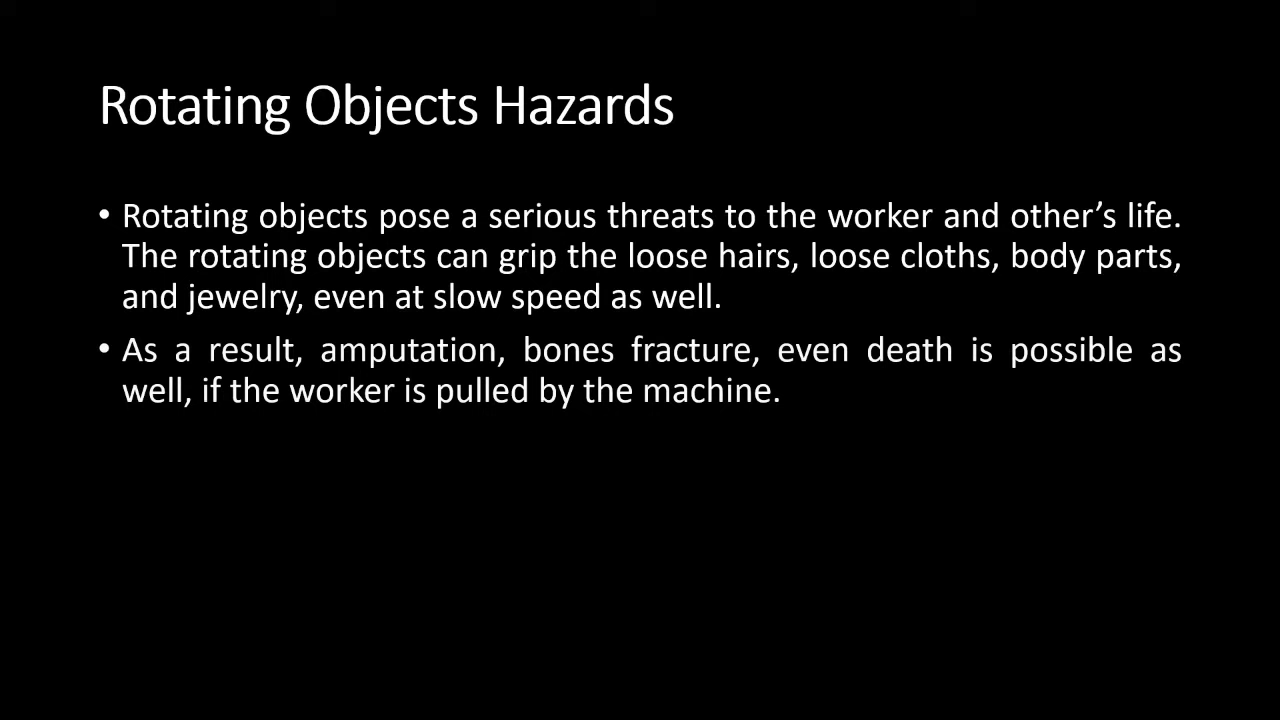 Rotating Objects Hazards
• Rotating objects pose a serious threats to the worker and other’s life.
The rotating objects can grip the loose hairs, loose cloths, body parts,
and jewelry, even at slow speed as well.
• As a result, amputation, bones fracture, even death is possible as
well, if the worker is pulled by the machine.